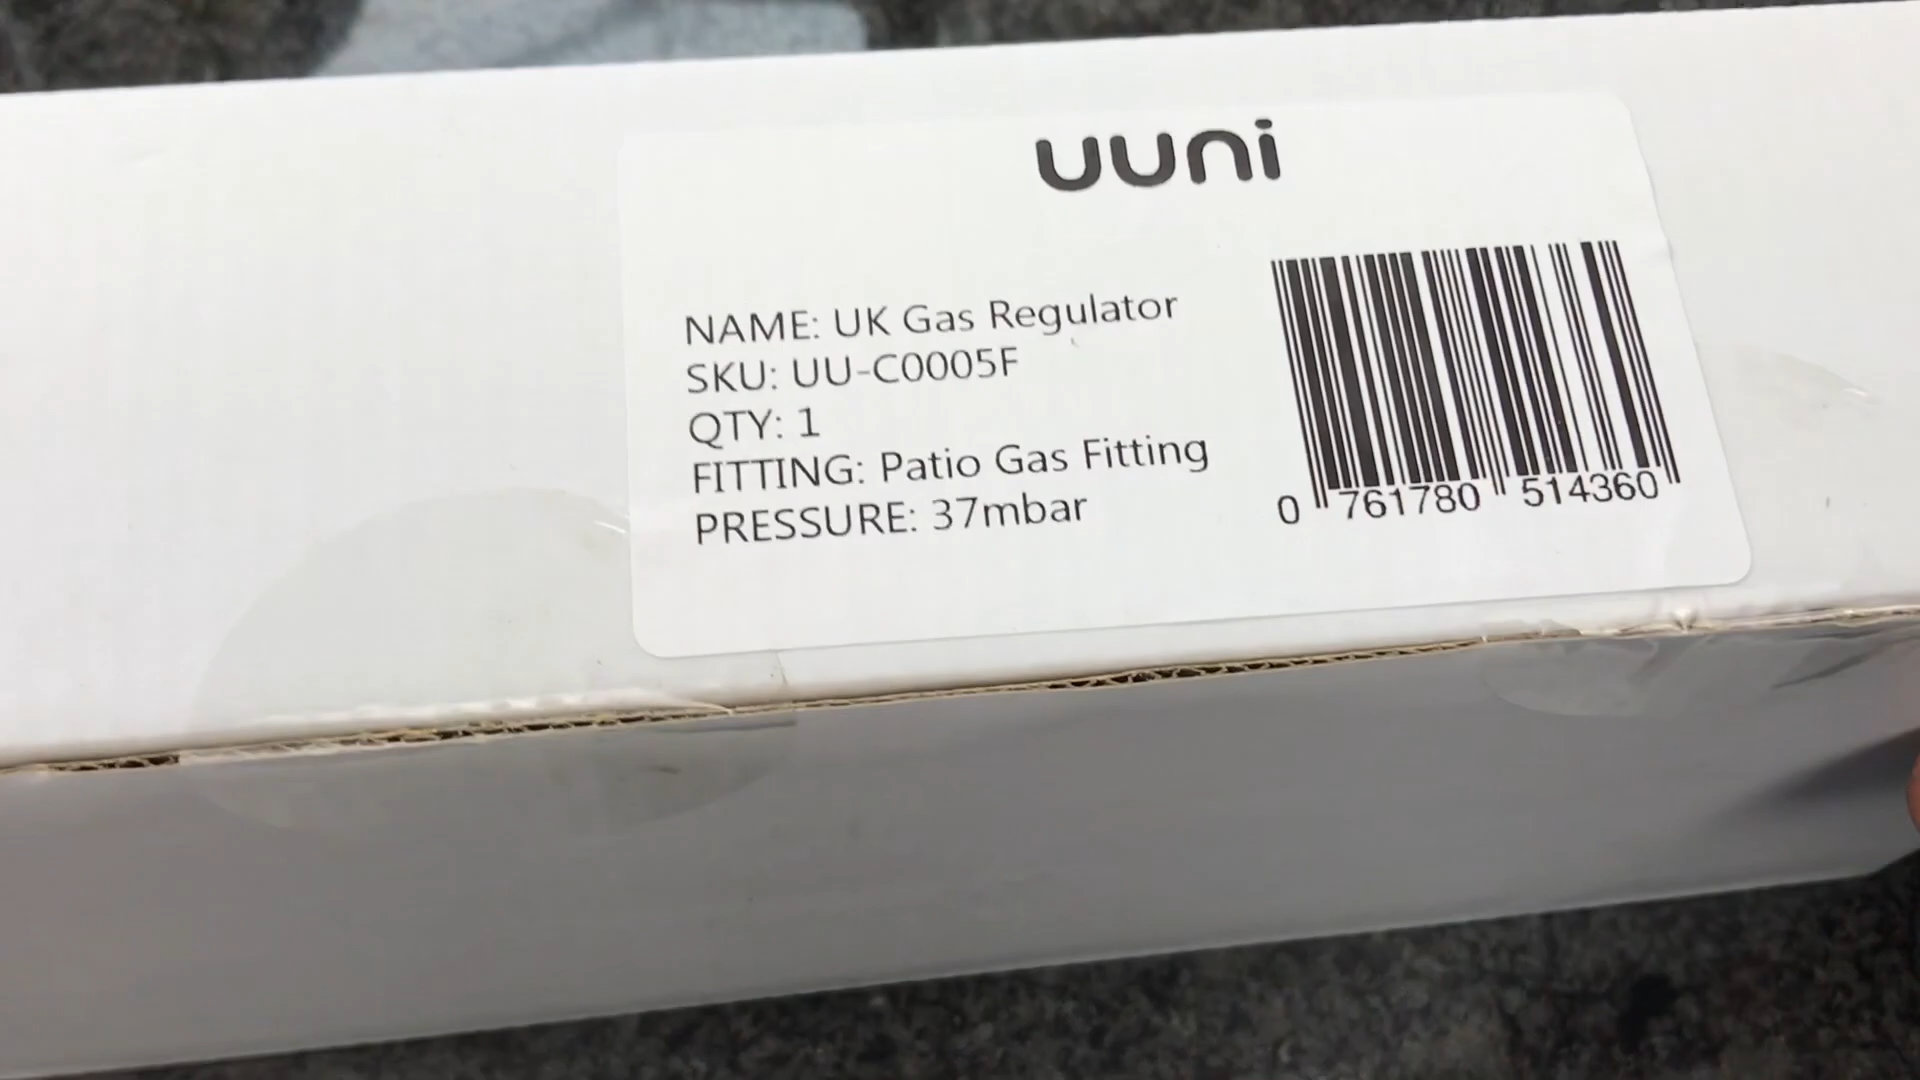 uuni
NAME: UK Gas Regulator
SKU: UU-C0005F
QTY: 1
FITTING: Patio Gas Fitting
PRESSURE: 37mbar
0 761780 514360